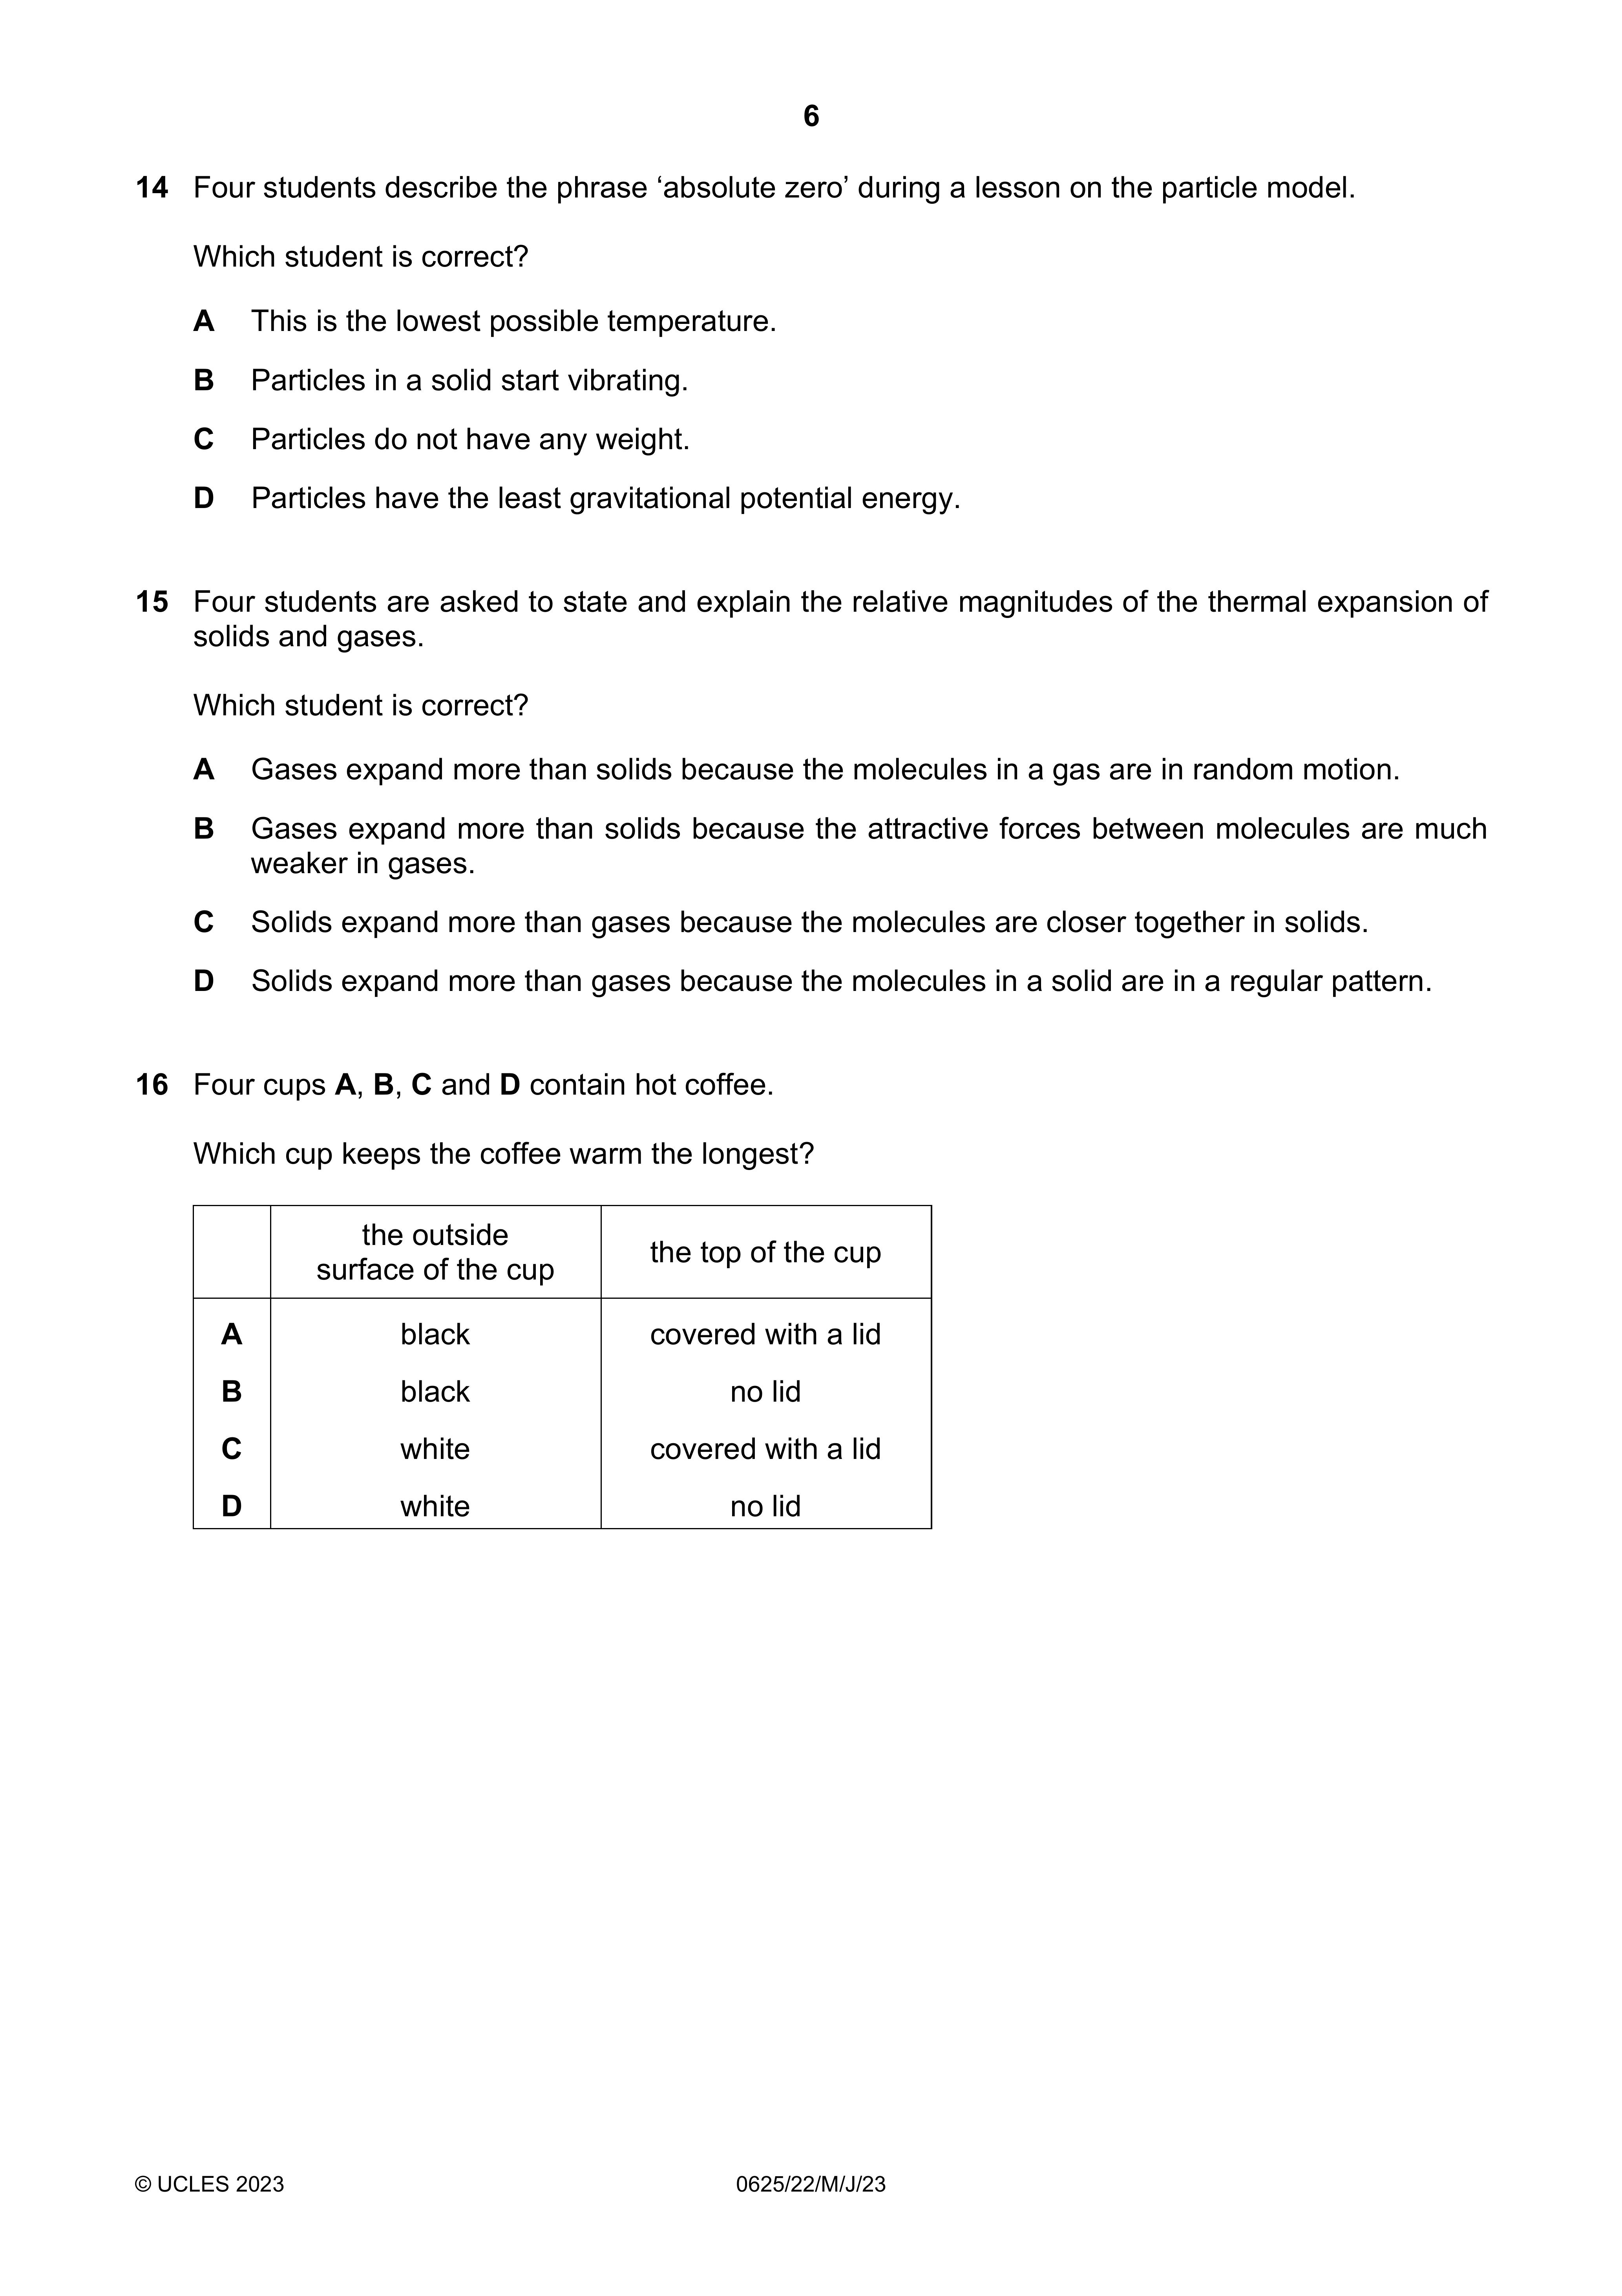 6
14 Four students describe the phrase ‘absolute zero’ during a lesson on the particle model.
Which student is correct?
A This is the lowest possible temperature.
B Particles in a solid start vibrating.
C Particles do not have any weight.
D Particles have the least gravitational potential energy.
15 Four students are asked to state and explain the relative magnitudes of the thermal expansion of
solids and gases.
Which student is correct?
A Gases expand more than solids because the molecules in a gas are in random motion.
B Gases expand more than solids because the attractive forces between molecules are much
weaker in gases.
C Solids expand more than gases because the molecules are closer together in solids.
D Solids expand more than gases because the molecules in a solid are in a regular pattern.
16 Four cups A, B, C and D contain hot coffee.
Which cup keeps the coffee warm the longest?
the outside
surface of the cup
the top of the cup
A black covered with a lid
B black no lid
C white covered with a lid
D white no lid
© UCLES 2023 0625/22/M/J/23